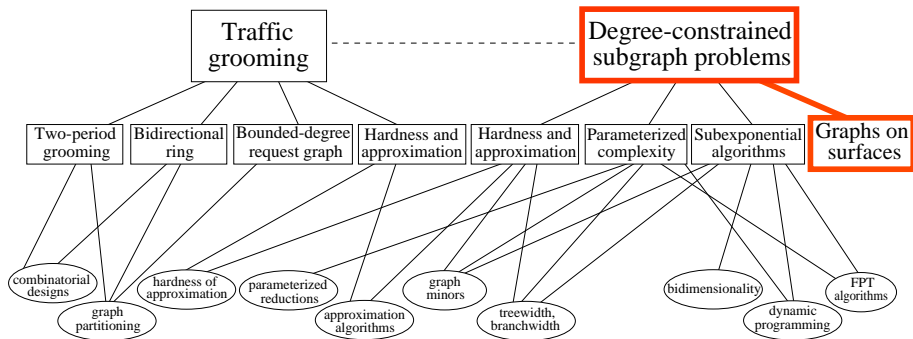 Traffic
grooming
Degree-constrained
subgraph problems
Two-period
grooming
Bidirectional
ring
Bounded-degree
request graph
Hardness and
approximation
Hardness and
approximation
Parameterized
complexity
Subexponential
algorithms
Graphs on
surfaces
combinatorial
designs
graph
partitioning
hardness of
approximation
parameterized
reductions
approximation
algorithms
graph
minors
treewidth,
branchwidth
bidimensionality
dynamic
programming
FPT
algorithms